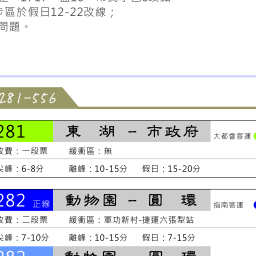 步區於假日12-22改線；
問題。
281-556
281 東 湖－市政府 大都會客運
收費：一段票 緩衝區：無
尖峰：6-8分 離峰：10-15分 假日：15-20分
282 正線 動物園－圓 環 指南客運
收費：二段票 緩衝區：軍功新村-捷運六張犁站
尖峰：7-10分 離峰：10-15分 假日：7-15分
動物園－圓 環